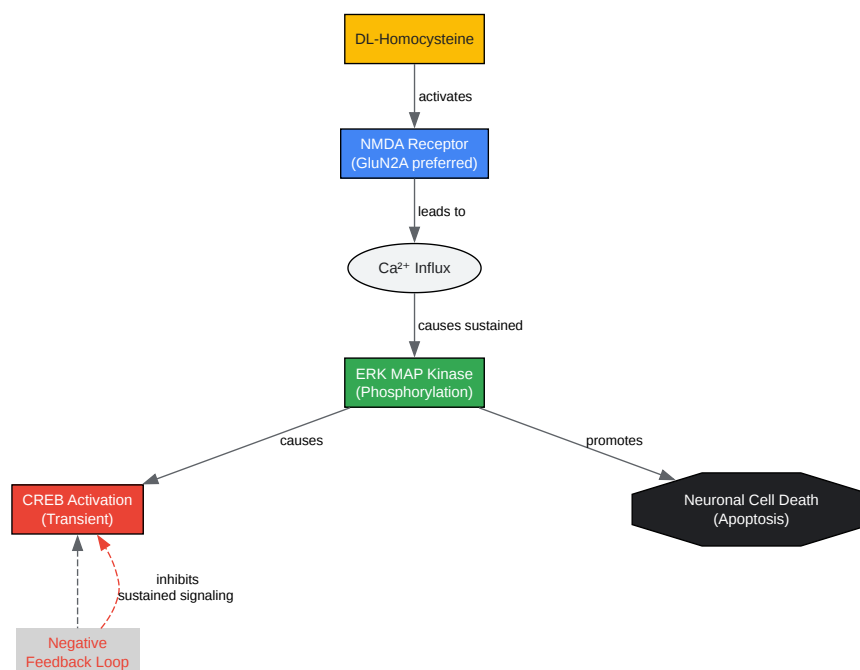 DL-Homocysteine
activates
NMDA Receptor
(GluN2A preferred)
leads to
Ca²⁺ Influx
causes sustained
ERK MAP Kinase
(Phosphorylation)
causes
promotes
CREB Activation
(Transient)
Neuronal Cell Death
(Apoptosis)
inhibits
sustained signaling
Negative
Feedback Loop